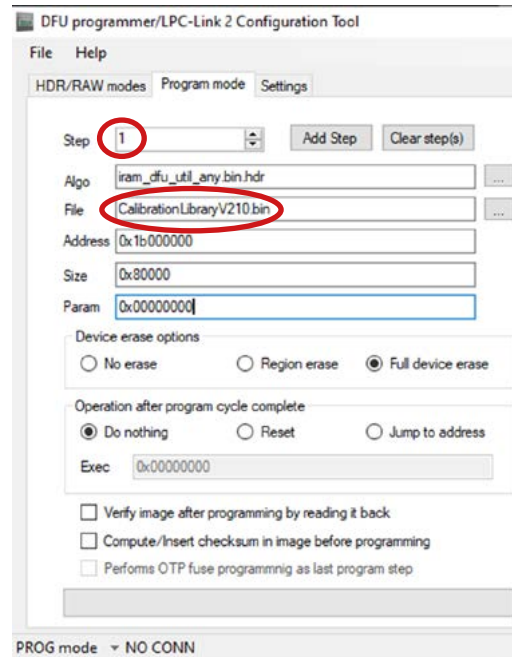 DFU programmer/LPC-Link 2 Configuration Tool
File Help
HDR/RAW modes Program mode Settings
Step 1 Add Step Clear step(s)
Algo iram_dfu_util_any.bin.hdr ...
File CalibrationLibraryV210.bin ...
Address 0x1b000000
Size 0x80000
Param 0x00000000
Device erase options
No erase Region erase Full device erase
Operation after program cycle complete
Do nothing Reset Jump to address
Exec 0x00000000
Verify image after programming by reading it back
Compute/Insert checksum in image before programming
Performs OTP fuse programmnig as last program step
PROG mode NO CONN